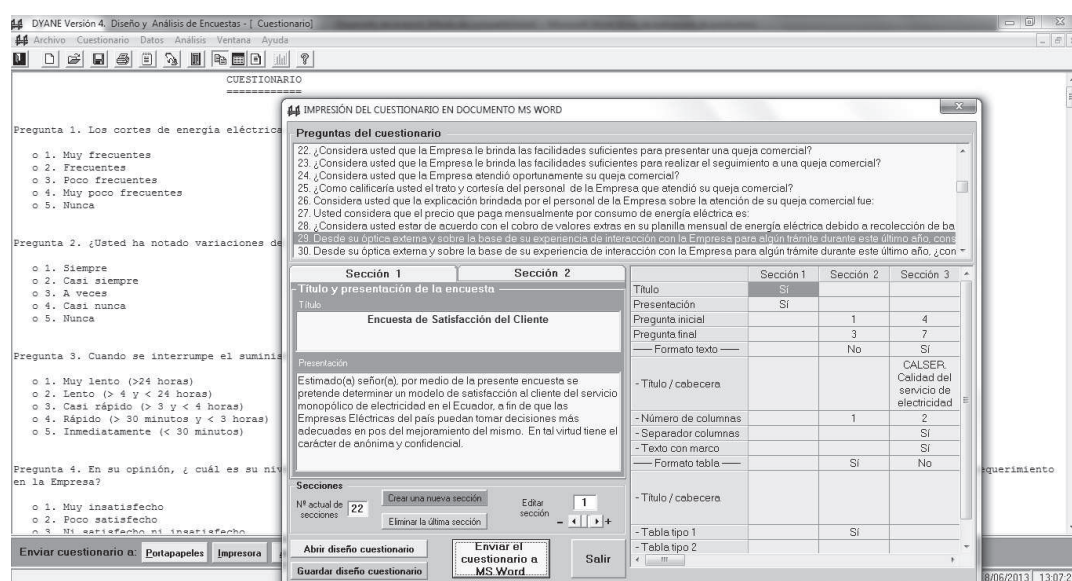 DYANE Versión 4. Diseño y Análisis de Encuestas - [ Cuestionario]
Archivo Cuestionario Datos Análisis Ventana Ayuda
CUESTIONARIO
============
Pregunta 1. Los cortes de energía eléctrica
o 1. Muy frecuentes
o 2. Frecuentes
o 3. Poco frecuentes
o 4. Muy poco frecuentes
o 5. Nunca
Pregunta 2. ¿Usted ha notado variaciones de
o 1. Siempre
o 2. Casi siempre
o 3. A veces
o 4. Casi nunca
o 5. Nunca
Pregunta 3. Cuando se interrumpe el suminis
o 1. Muy lento (>24 horas)
o 2. Lento (> 4 y < 24 horas)
o 3. Casi rápido (> 3 y < 4 horas)
o 4. Rápido (> 30 minutos y < 3 horas)
o 5. Inmediatamente (< 30 minutos)
Pregunta 4. En su opinión, ¿ cuál es su niv
equerimiento
en la Empresa?
o 1. Muy insatisfecho
o 2. Poco satisfecho
o 3. Ni satisfecho ni insatisfecho
Enviar cuestionario a: Portapapeles Impresora
IMPRESIÓN DEL CUESTIONARIO EN DOCUMENTO MS WORD
Preguntas del cuestionario
22. ¿Considera usted que la Empresa le brinda las facilidades suficientes para presentar una queja comercial?
23. ¿Considera usted que la Empresa le brinda las facilidades suficientes para realizar el seguimiento a una queja comercial?
24. ¿Considera usted que la Empresa atendió oportunamente su queja comercial?
25. ¿Como calificaría usted el trato y cortesía del personal de la Empresa que atendió su queja comercial?
26. Considera usted que la explicación brindada por el personal de la Empresa sobre la atención de su queja comercial fue:
27. Usted considera que el precio que paga mensualmente por consumo de energía eléctrica es:
28. ¿Considera usted estar de acuerdo con el cobro de valores extras en su planilla mensual de energía eléctrica debido a recolección de ba
29. Desde su óptica externa y sobre la base de su experiencia de interacción con la Empresa para algún trámite durante este último año, cons
30. Desde su óptica externa y sobre la base de su experiencia de interacción con la Empresa para algún trámite durante este último año, ¿con
Sección 1 Sección 2
Título y presentación de la encuesta
Título
Encuesta de Satisfacción del Cliente
Presentación
Estimado(a) señor(a), por medio de la presente encuesta se
pretende determinar un modelo de satisfacción al cliente del servicio
monopólico de electricidad en el Ecuador, a fin de que las
Empresas Eléctricas del país puedan tomar decisiones más
adecuadas en pos del mejoramiento del mismo. En tal virtud tiene el
carácter de anónima y confidencial.
Secciones
Nº actual de secciones 22
Crear una nueva sección
Eliminar la última sección
Editar sección 1
- +
Abrir diseño cuestionario
Guardar diseño cuestionario
Enviar el
cuestionario a
MS Word
Salir
Sección 1 Sección 2 Sección 3
Título Sí
Presentación Sí
Pregunta inicial 1 4
Pregunta final 3 7
—— Formato texto —— No Sí
- Título / cabecera CALSER. Calidad del servicio de electricidad
- Número de columnas 1 2
- Separador columnas Sí
- Texto con marco Sí
—— Formato tabla —— Sí No
- Título / cabecera
- Tabla tipo 1 Sí
- Tabla tipo 2
8/06/2013 13:07:2